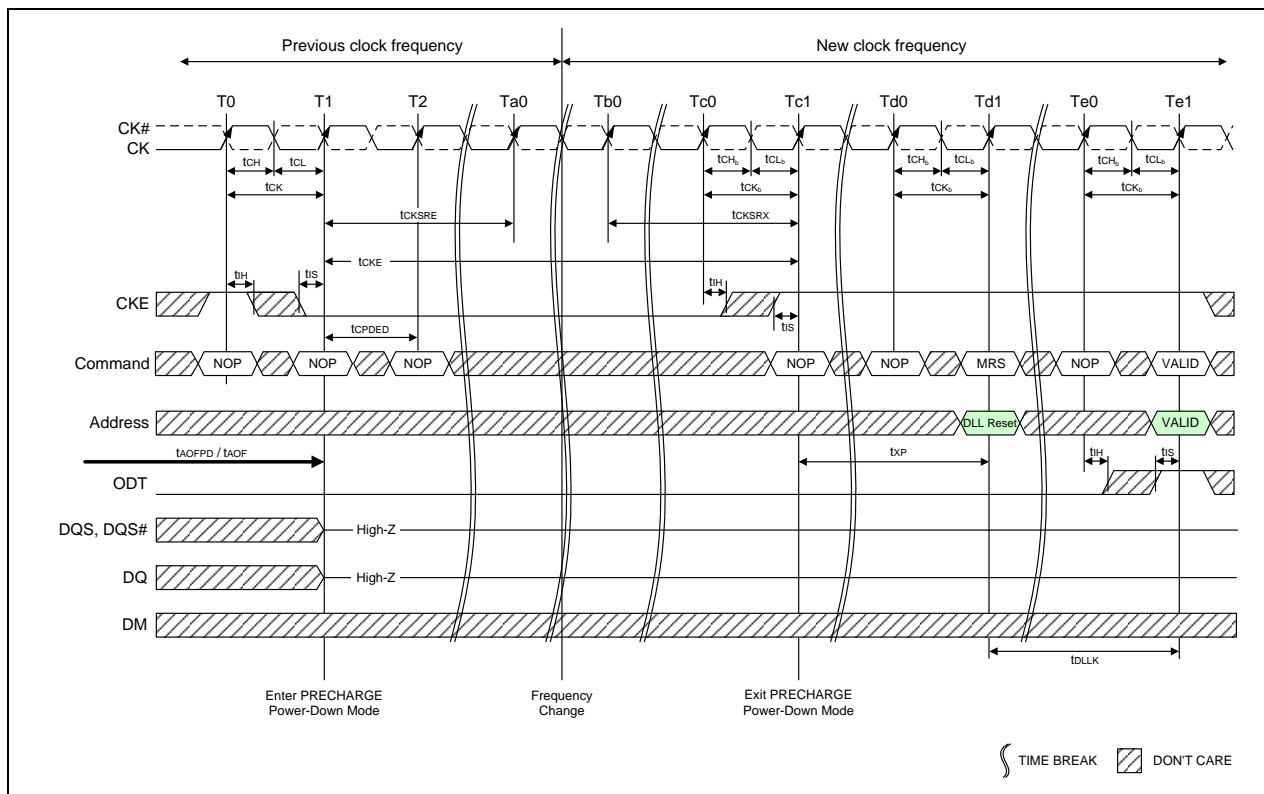 Previous clock frequency
New clock frequency
T0 T1 T2 Ta0 Tb0 Tc0 Tc1 Td0 Td1 Te0 Te1
CK#
CK
tCH tCL tCHb tCLb tCHb tCLb tCHb tCLb
tCK tCKb tCKb tCKb
tCKSRE tCKSRX
tCKE
tIH tIS tIH
CKE
tIS
tCPDED
Command NOP NOP NOP NOP NOP MRS NOP VALID
Address DLL Reset VALID
tAOFPD / tAOF tXP tIH tIS
ODT
DQS, DQS# High-Z
DQ High-Z
DM
tDLLK
Enter PRECHARGE
Power-Down Mode
Frequency
Change
Exit PRECHARGE
Power-Down Mode
TIME BREAK DON'T CARE